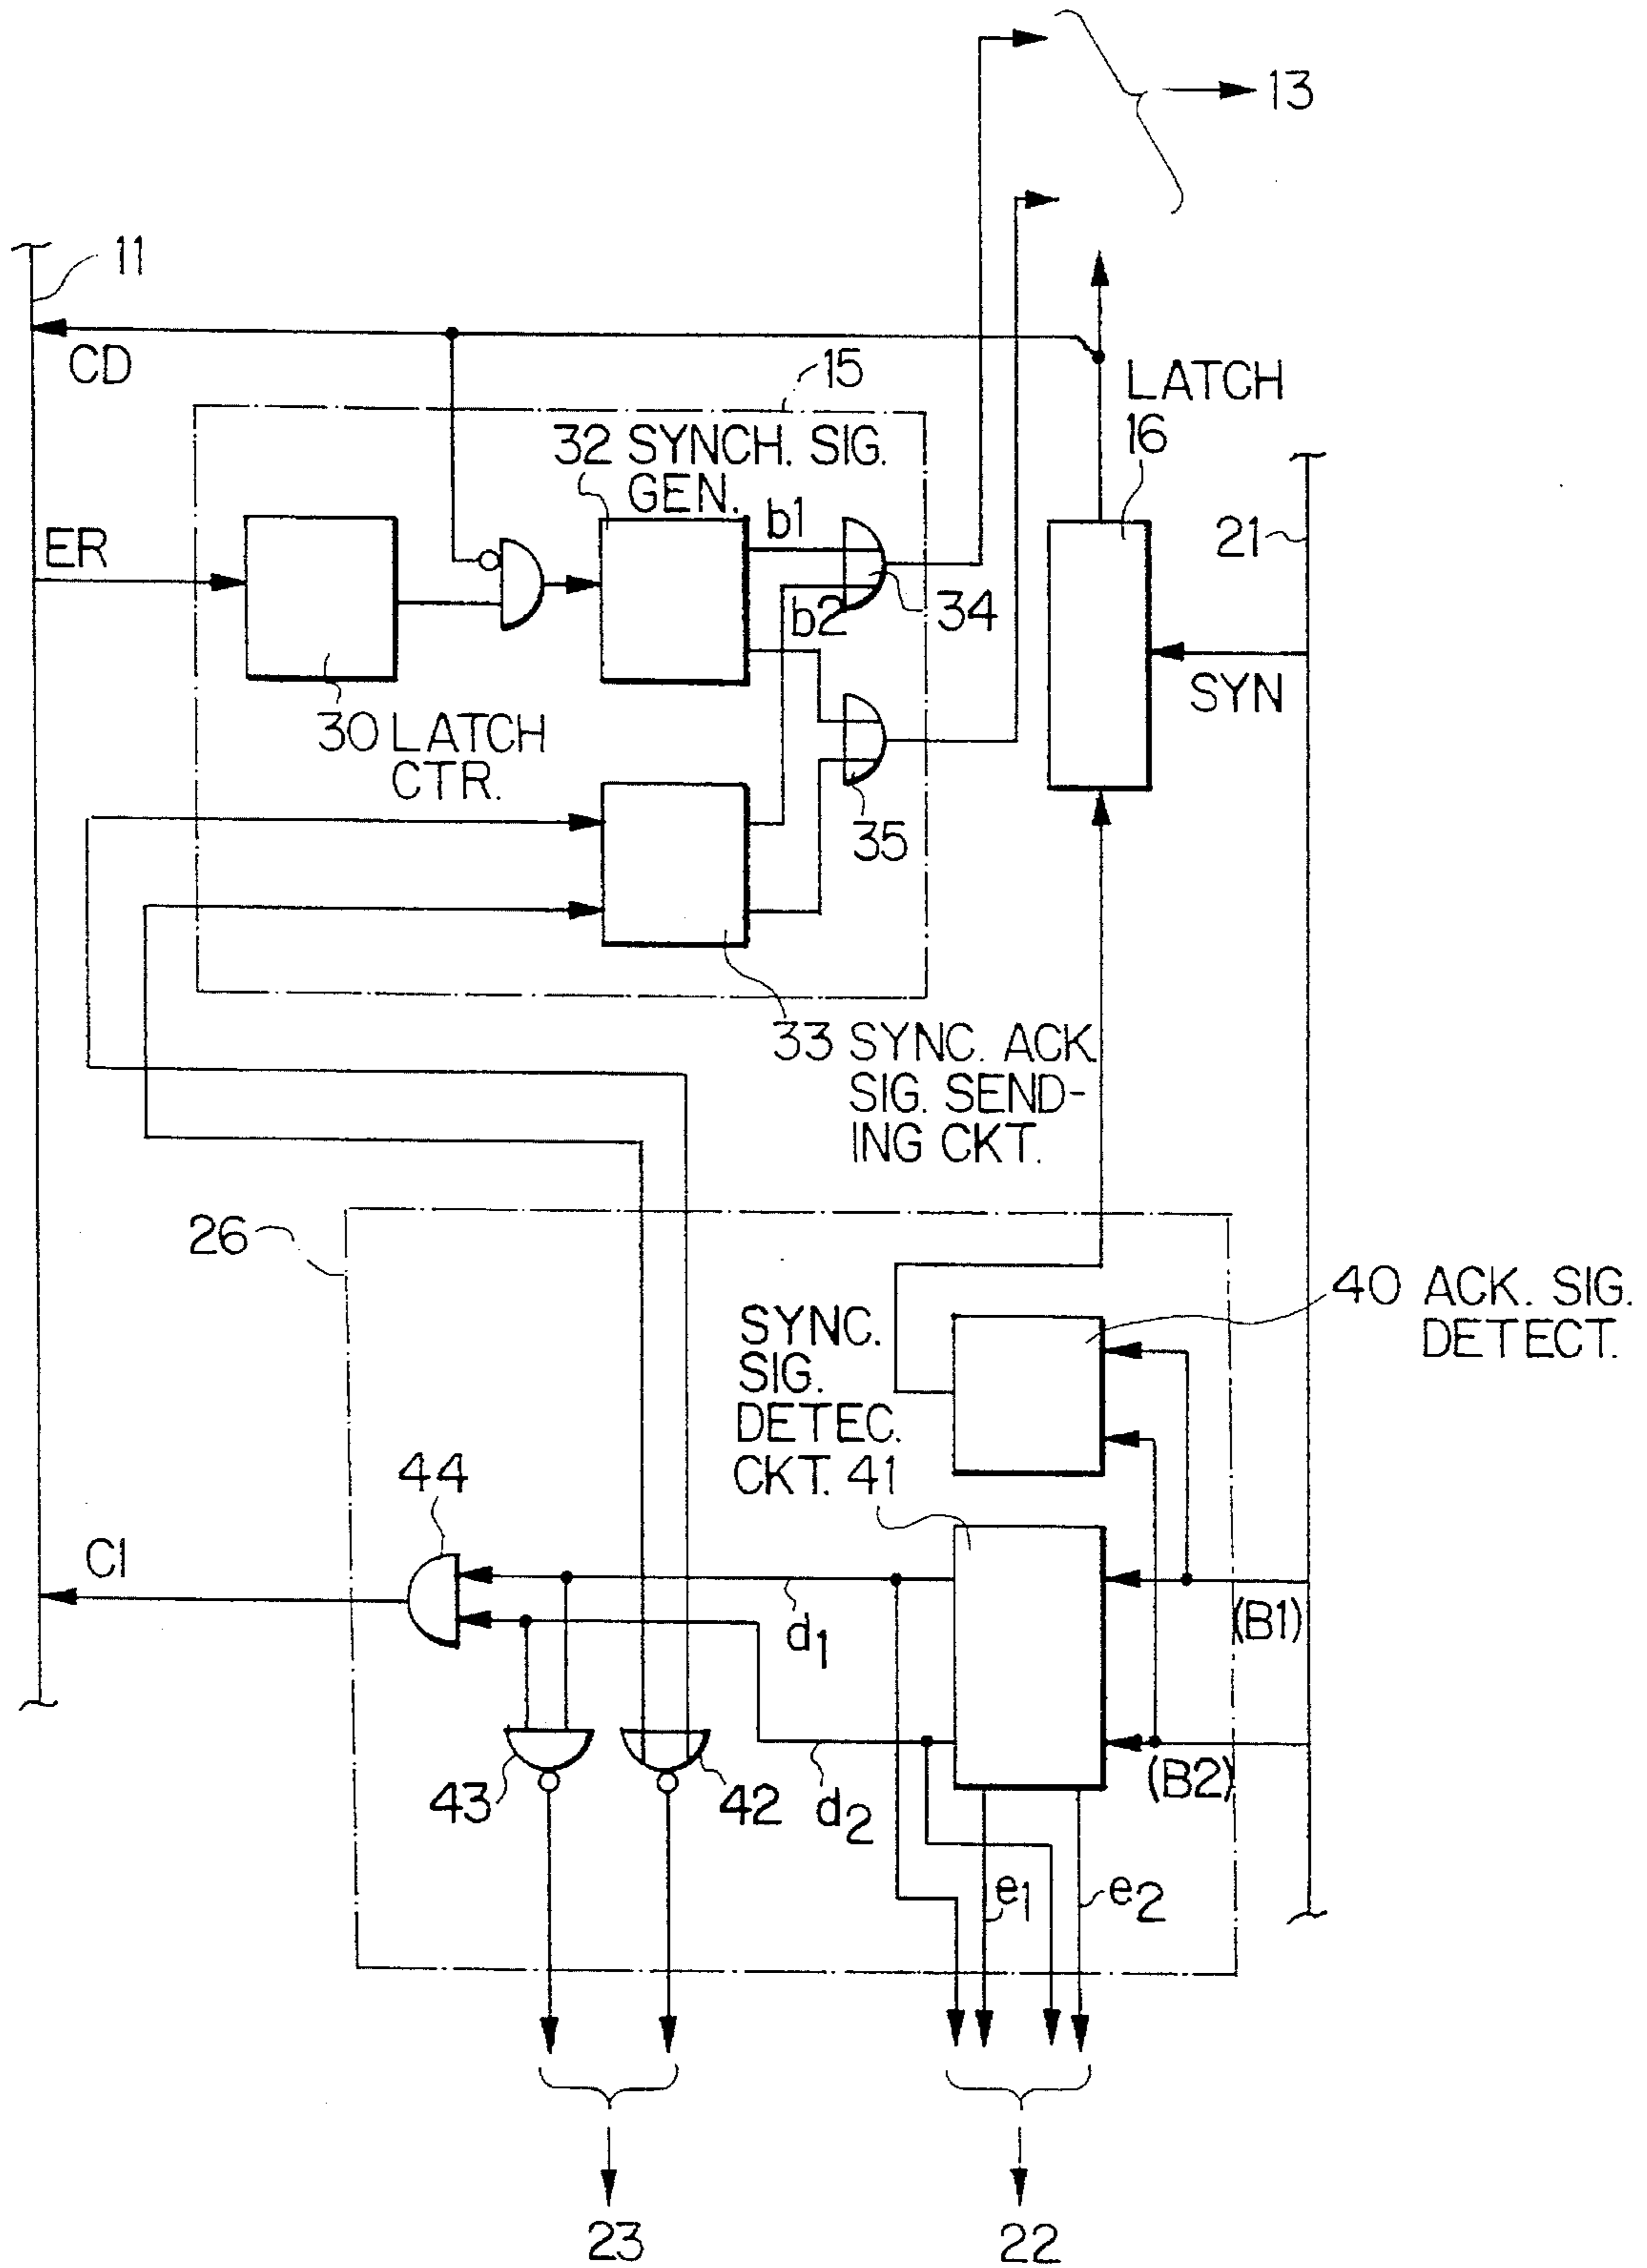 13
11
CD
15
LATCH
16
32 SYNCH. SIG.
GEN.
b1
21
ER
b2
34
SYN
30 LATCH
CTR.
35
33 SYNC. ACK
SIG. SEND-
ING CKT.
26
40 ACK. SIG.
DETECT.
SYNC.
SIG.
DETEC.
CKT. 41
44
CI
d1
(B1)
43
42
d2
(B2)
e1
e2
23
22